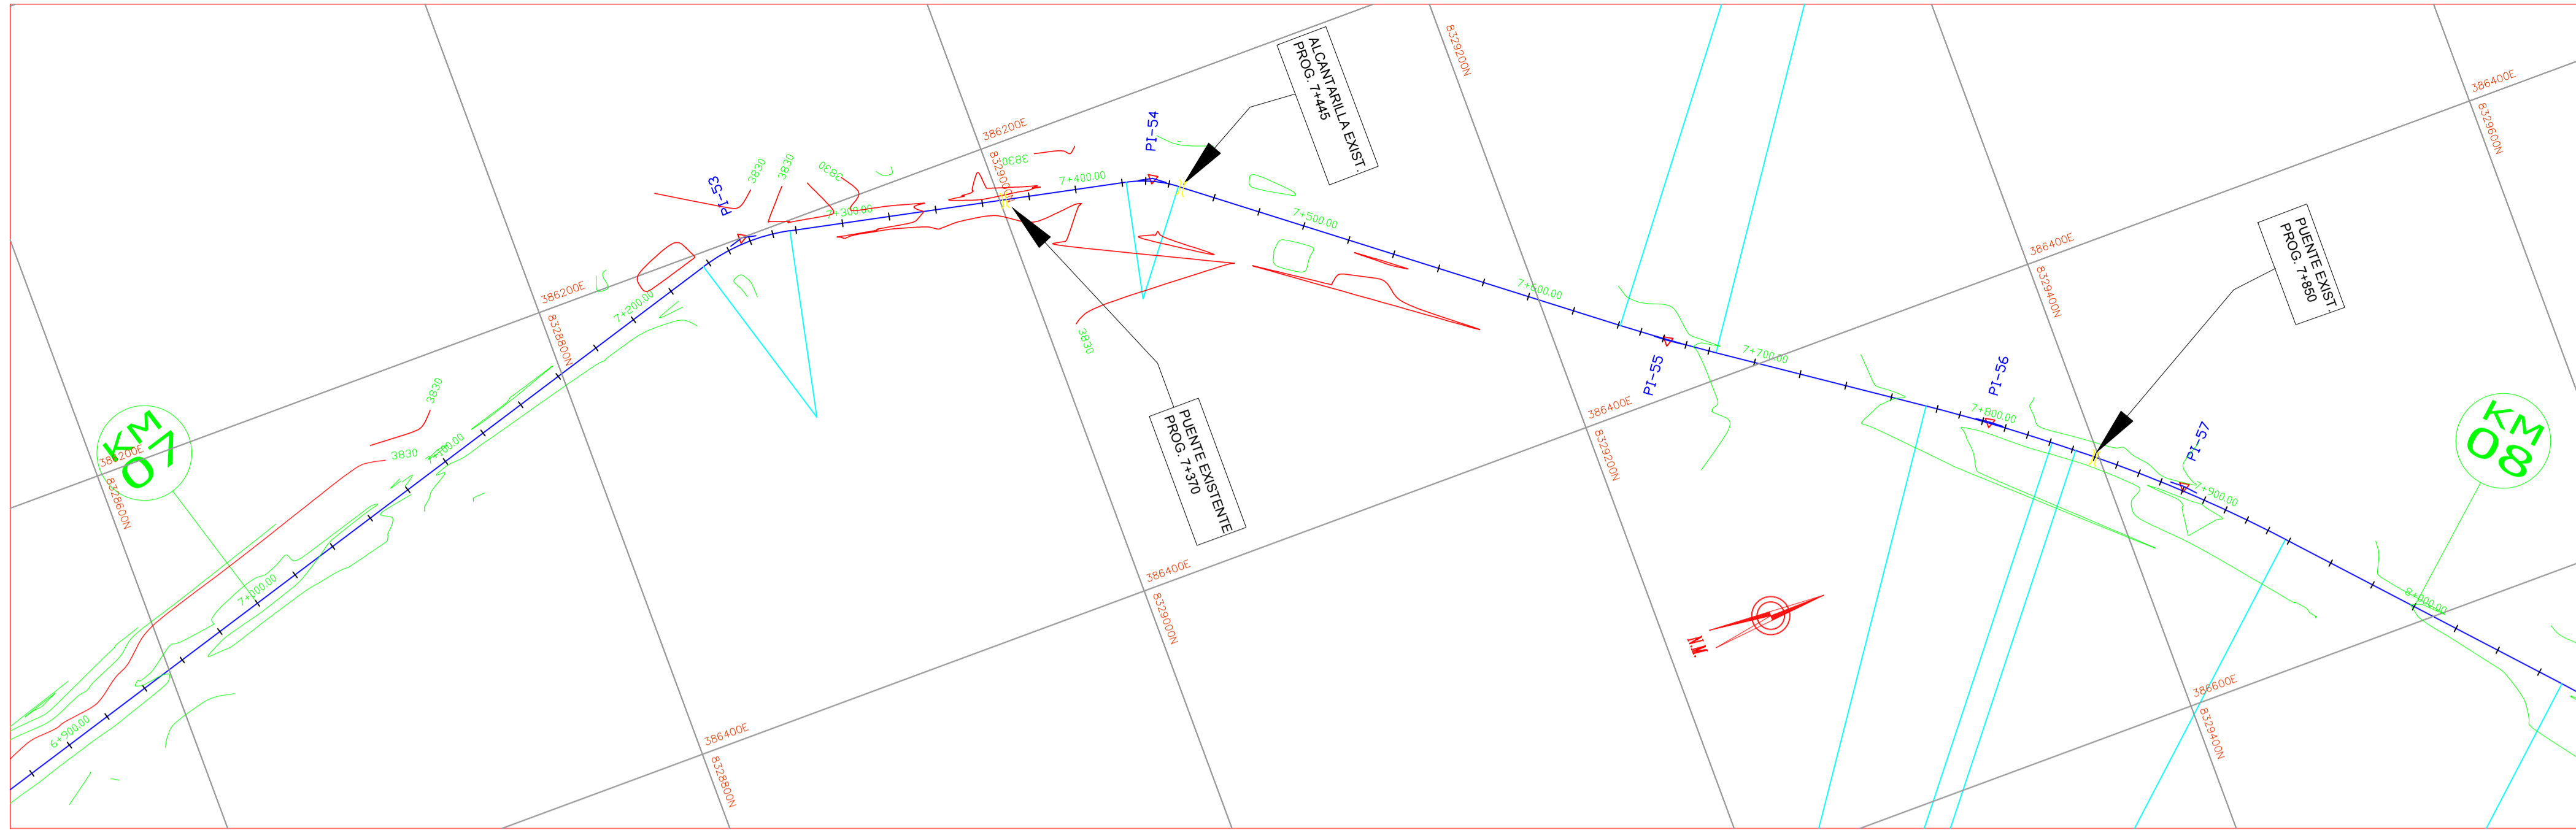 8329200N
386400E
8329600N
ALCANTARILLA EXIST.
PROG. 7+445
386200E
8329000N
3830
PI-54
3830
3830
3830
PI-53
7+400.00
7+300.00
7+500.00
PUENTE EXIST.
PROG. 7+850
386400E
8329400N
386200E
8328800N
7+200.00
7+600.00
3830
PI-55
7+700.00
PI-56
7+800.00
PI-57
7+900.00
3830
3830
7+100.00
386400E
8329200N
KM
07
386200E
8328600N
PUENTE EXISTENTE
PROG. 7+370
KM
08
386400E
8329000N
7+000.00
8+000.00
N.M.
6+900.00
386400E
8328800N
386600E
8329400N